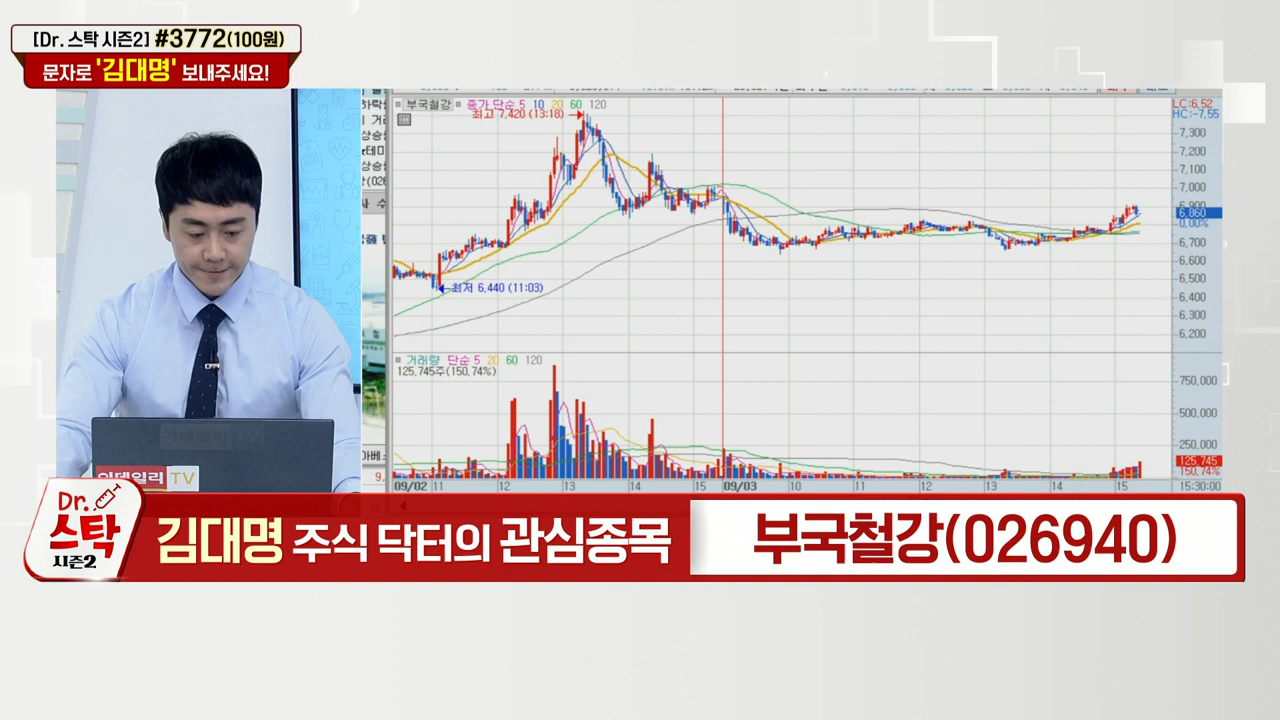 [Dr. 스탁 시즌2] #3772(100원)
문자로 '김대명' 보내주세요!
부국철강 종가 단순 5 10 20 60 120
LC:6.52
HC:-7.55
최고 7,420 (13:18)
7,300
7,200
7,100
7,000
6,900
6,860
0.00%
6,700
6,600
6,500
6,400
6,300
6,200
최저 6,440 (11:03)
거래량 단순 5 20 60 120
125,745주(150.74%)
750,000
500,000
250,000
125,745
150.74%
09/02 11 12 13 14 15 09/03 10 11 12 13 14 15 15:30:00
이데일리 TV
Dr.
스탁
시즌2
김대명 주식 닥터의 관심종목
부국철강(026940)